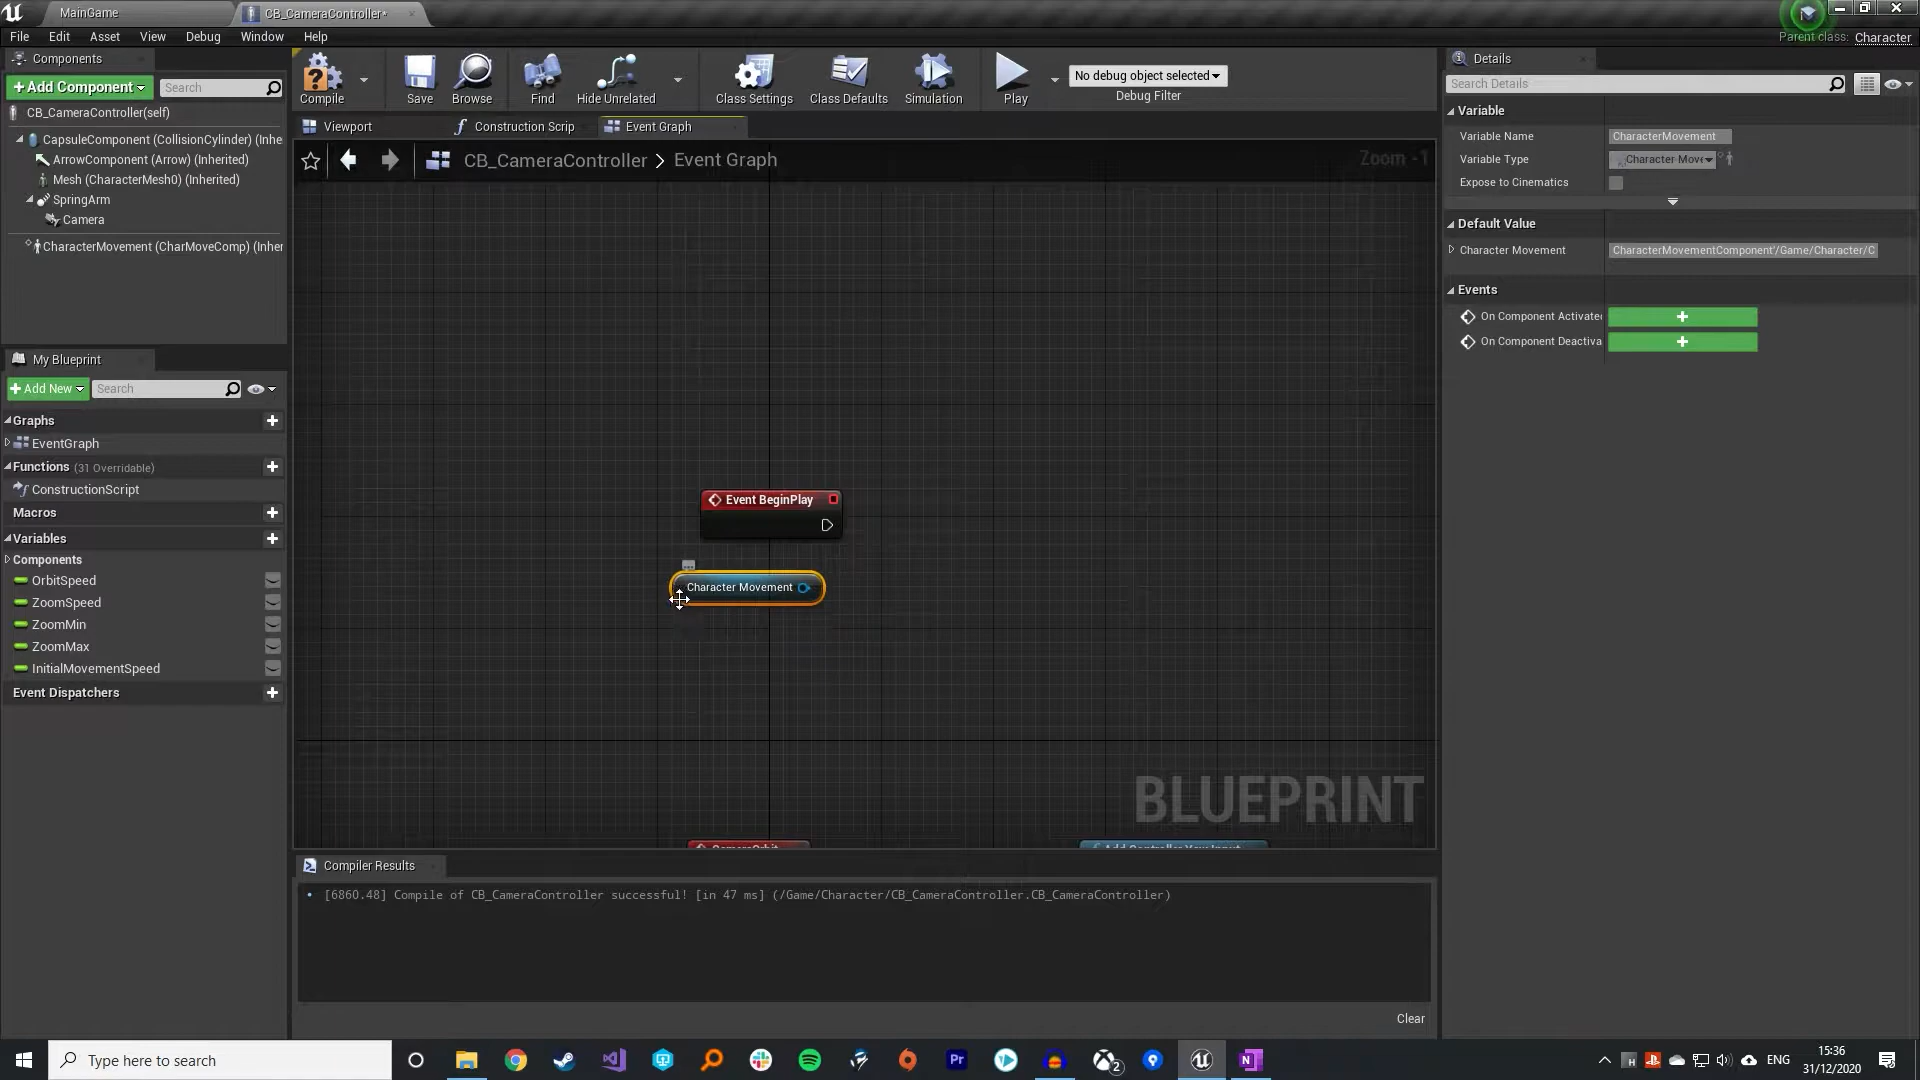 MainGame
CB_CameraController*
File Edit Asset View Debug Window Help
Parent class: Character
Components
+ Add Component
Search
CB_CameraController(self)
CapsuleComponent (CollisionCylinder) (Inhe
ArrowComponent (Arrow) (Inherited)
Mesh (CharacterMesh0) (Inherited)
SpringArm
Camera
CharacterMovement (CharMoveComp) (Inher
My Blueprint
+ Add New
Search
Graphs
EventGraph
Functions (31 Overridable)
ConstructionScript
Macros
Variables
Components
OrbitSpeed
ZoomSpeed
ZoomMin
ZoomMax
InitialMovementSpeed
Event Dispatchers
Compile
Save
Browse
Find
Hide Unrelated
Class Settings
Class Defaults
Simulation
Play
No debug object selected
Debug Filter
Viewport
Construction Scrip
Event Graph
CB_CameraController > Event Graph
Zoom -1
Event BeginPlay
Character Movement
BLUEPRINT
Compiler Results
[6860.48] Compile of CB_CameraController successful! [in 47 ms] (/Game/Character/CB_CameraController.CB_CameraController)
Clear
Details
Search Details
Variable
Variable Name CharacterMovement
Variable Type Character Move
Expose to Cinematics
Default Value
Character Movement CharacterMovementComponent'/Game/Character/C
Events
On Component Activated
On Component Deactiva
Type here to search
Pr
2
N
ENG
15:36
31/12/2020